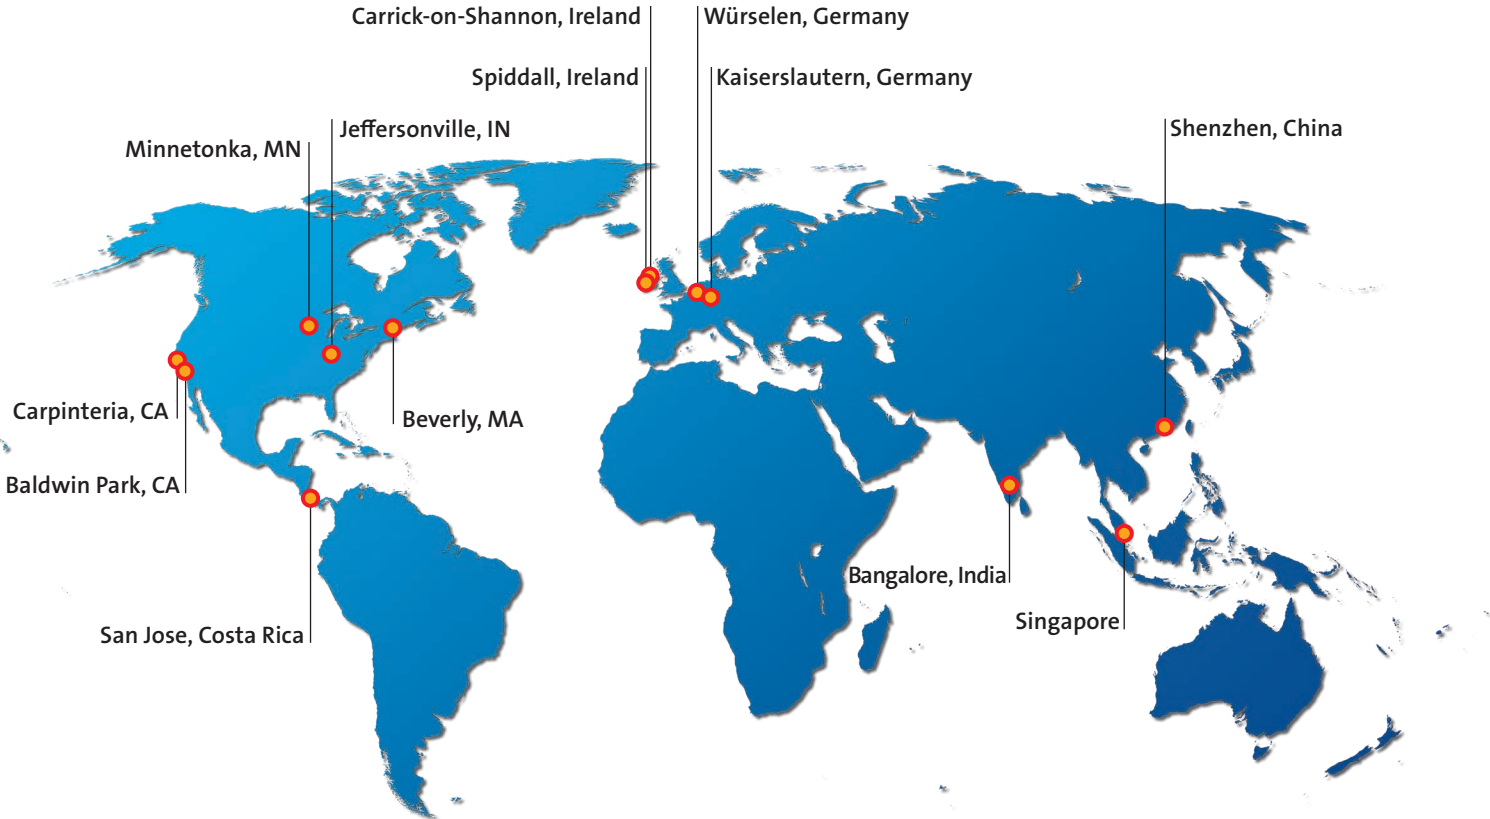 Carrick-on-Shannon, Ireland
Würselen, Germany
Spiddall, Ireland
Kaiserslautern, Germany
Jeffersonville, IN
Shenzhen, China
Minnetonka, MN
Carpinteria, CA
Beverly, MA
Baldwin Park, CA
Bangalore, India
Singapore
San Jose, Costa Rica